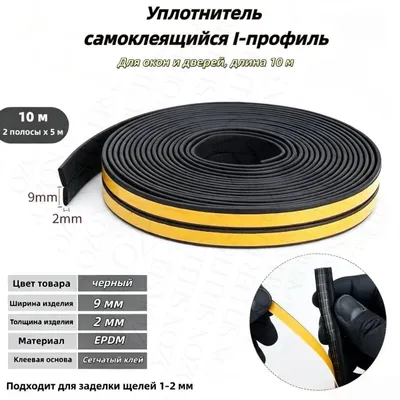 Уплотнитель
самоклеящийся I-профиль
Для окон и дверей, длина 10 м
10 м
2 полосы x 5 м
9mm
2mm
Цвет товара черный
Ширина изделия 9 мм
Толщина изделия 2 мм
Материал EPDM
Клеевая основа Сетчатый клей
Подходит для заделки щелей 1-2 мм